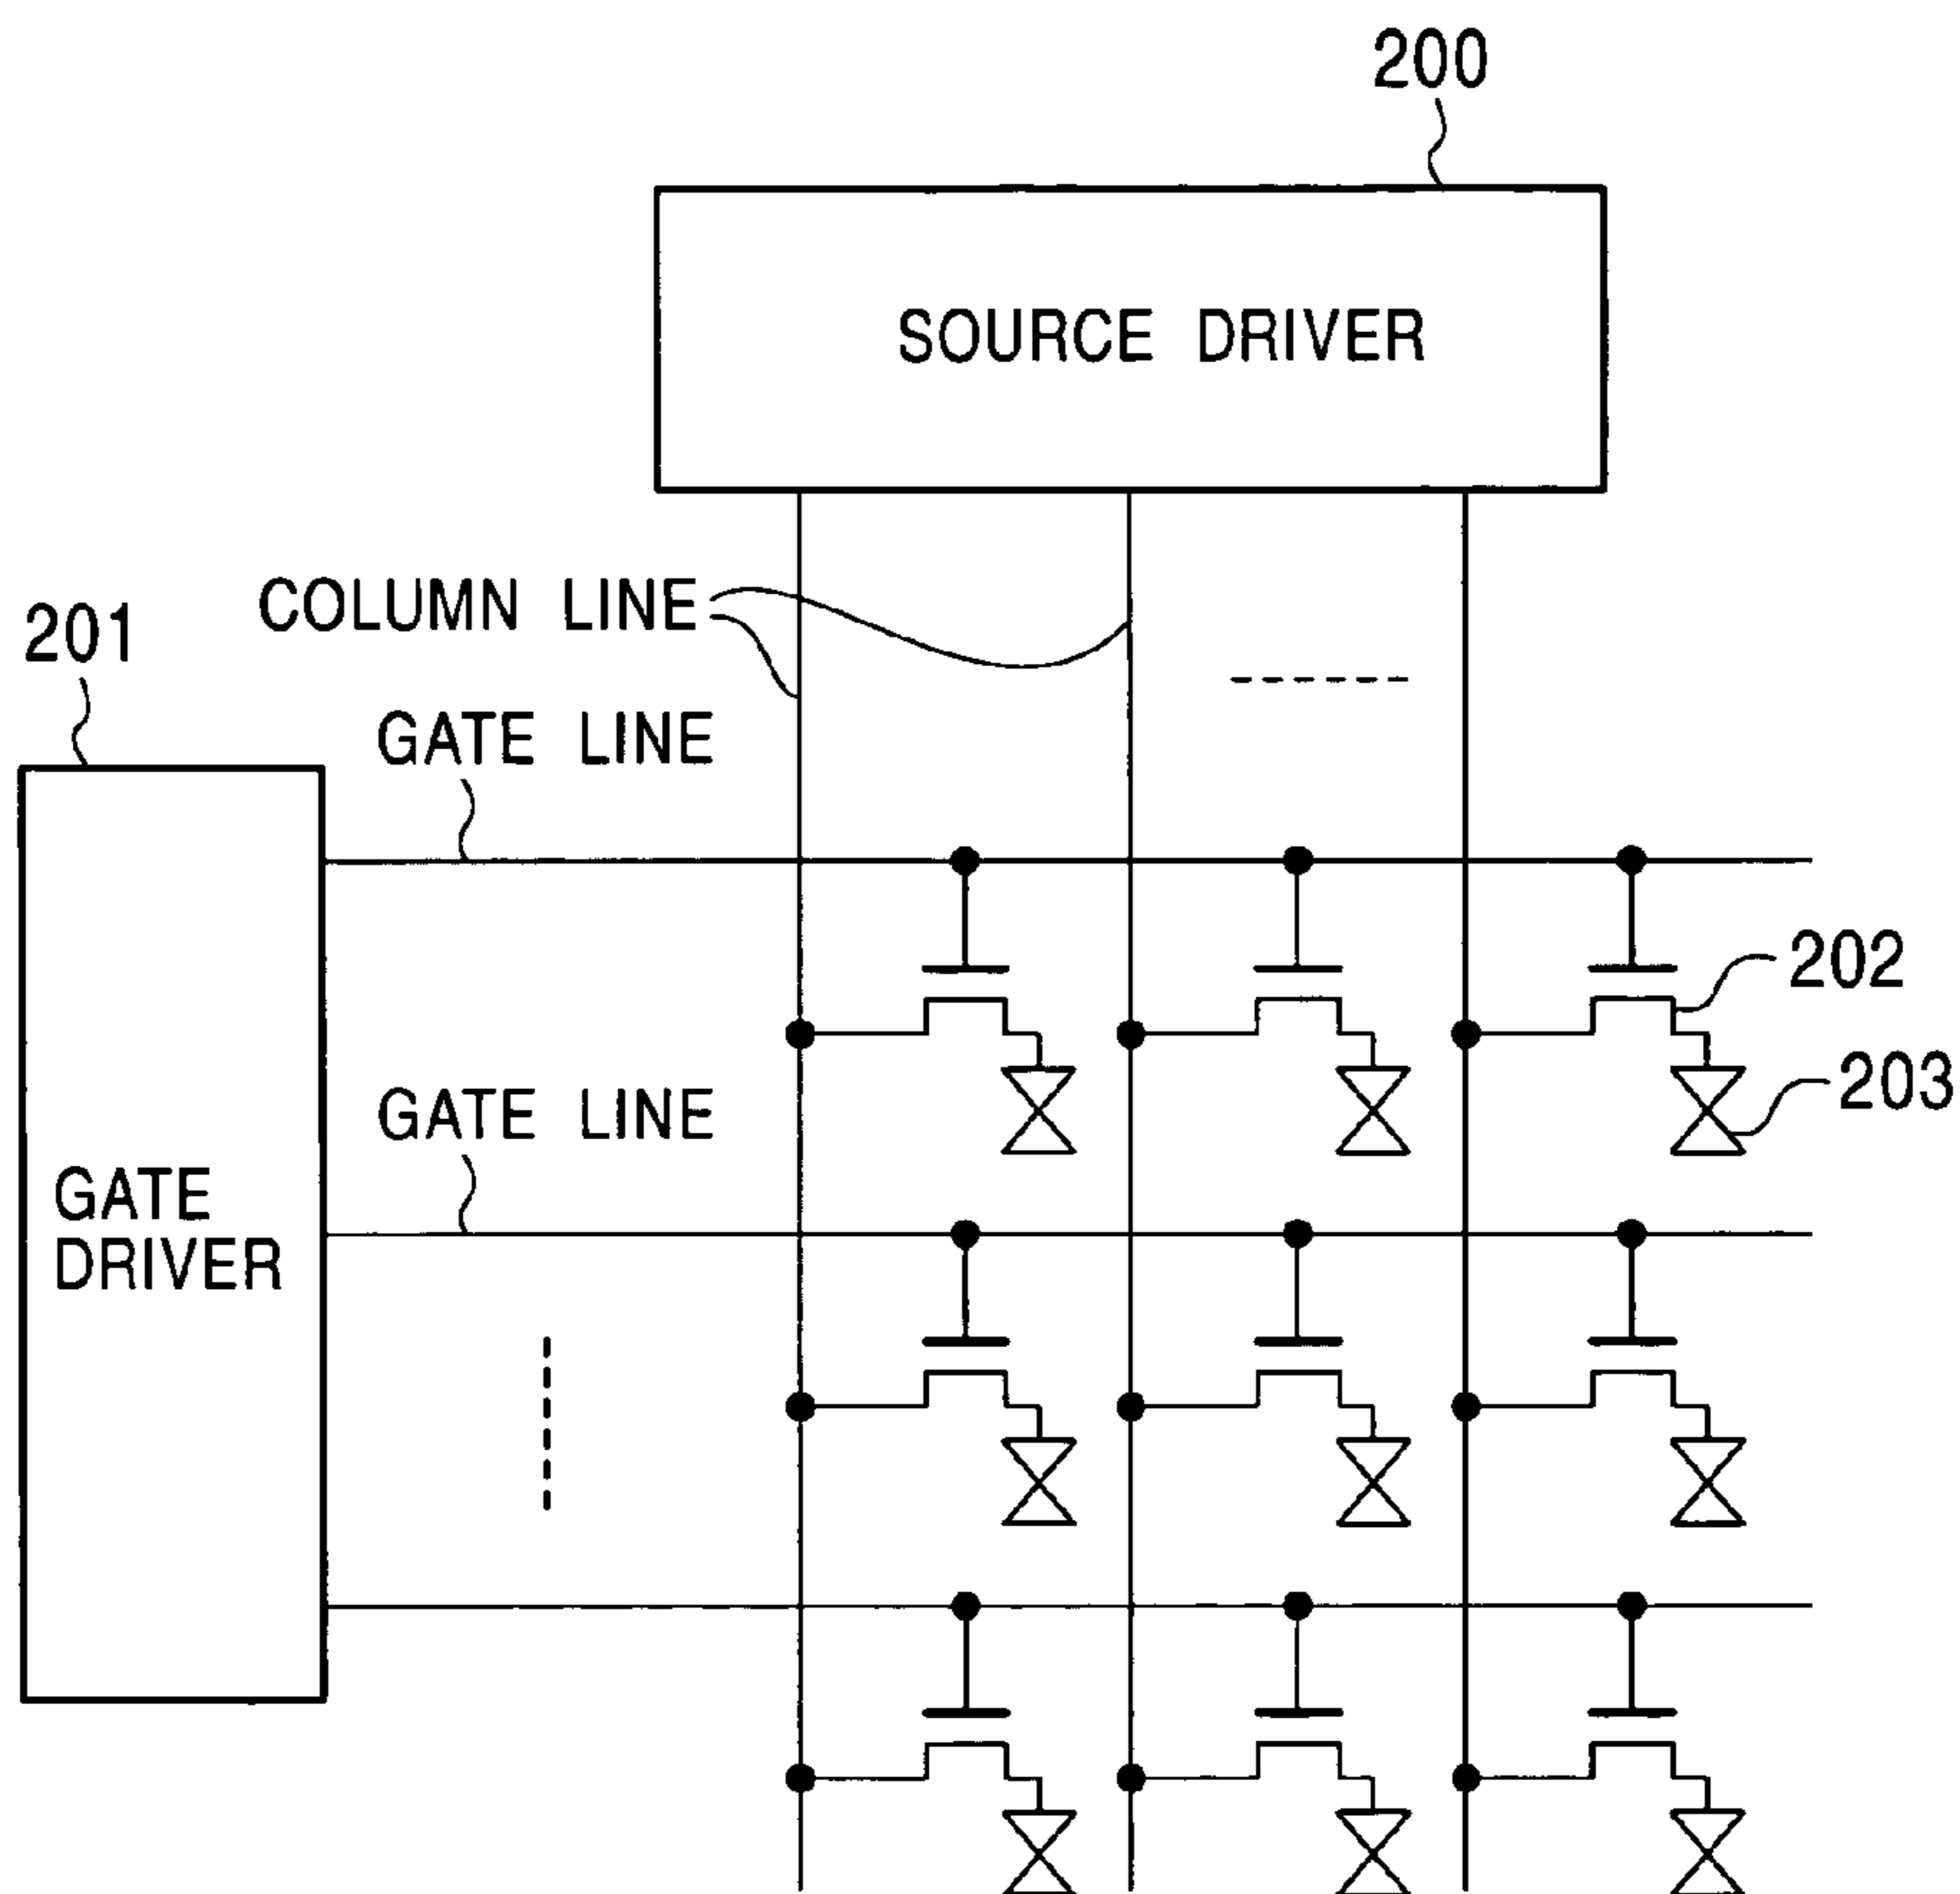 200
SOURCE DRIVER
COLUMN LINE
201
GATE LINE
202
203
GATE LINE
GATE
DRIVER